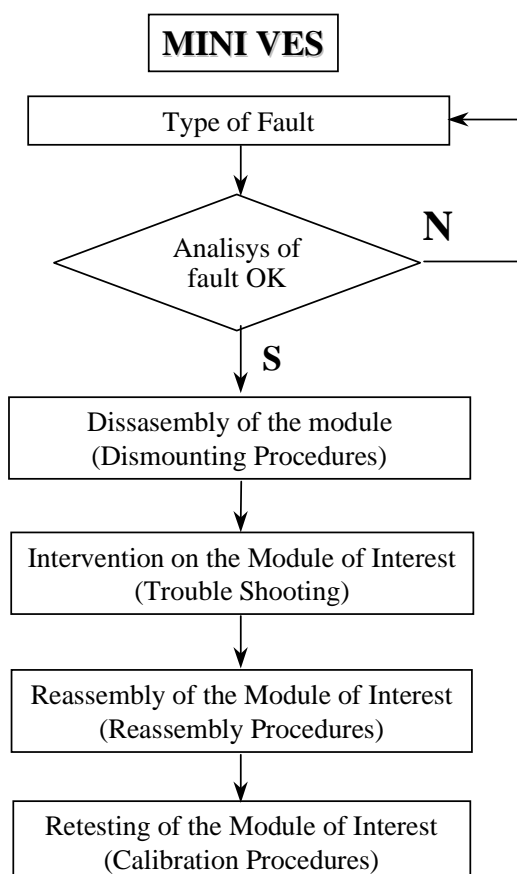 MINI VES
Type of Fault
Analisys of
fault OK
N
S
Dissasembly of the module
(Dismounting Procedures)
Intervention on the Module of Interest
(Trouble Shooting)
Reassembly of the Module of Interest
(Reassembly Procedures)
Retesting of the Module of Interest
(Calibration Procedures)